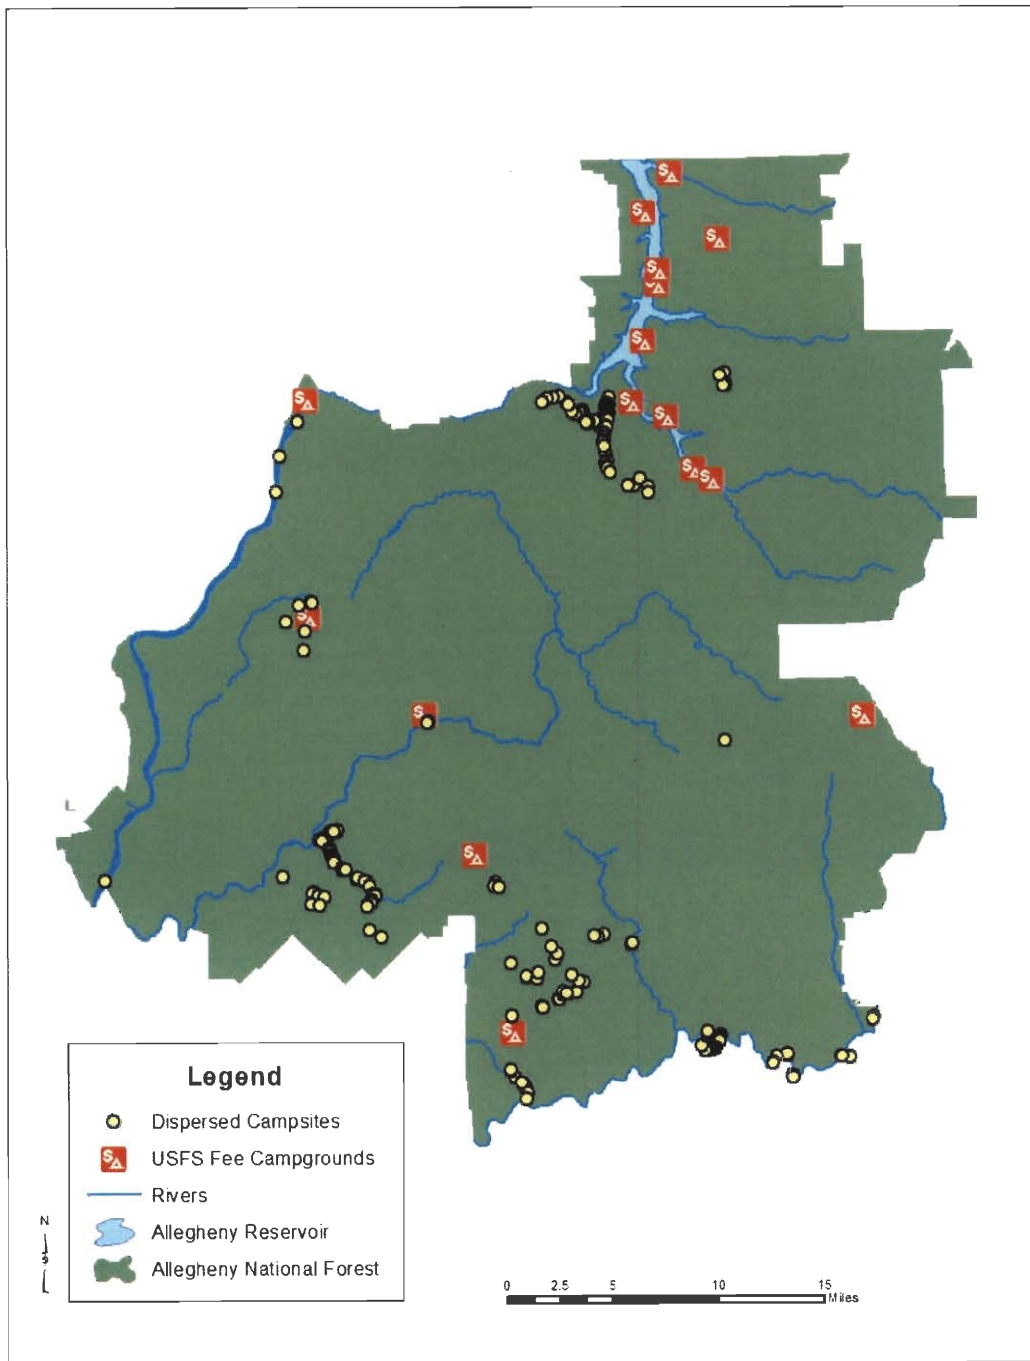 Legend
Dispersed Campsites
USFS Fee Campgrounds
Rivers
Allegheny Reservoir
Allegheny National Forest
N
0 2.5 5 10 15
Miles